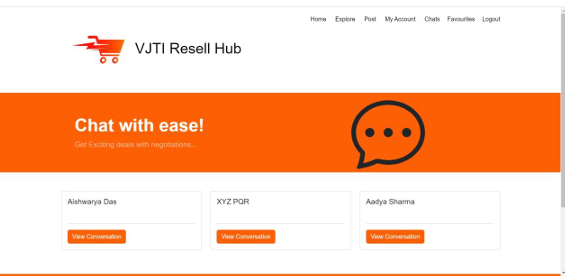 Home Explore Post My Account Chats Favourites Logout
VJTI Resell Hub
Chat with ease!
Get Exciting deals with negotiations...
Aishwarya Das XYZ PQR Aadya Sharma
View Conversation View Conversation View Conversation